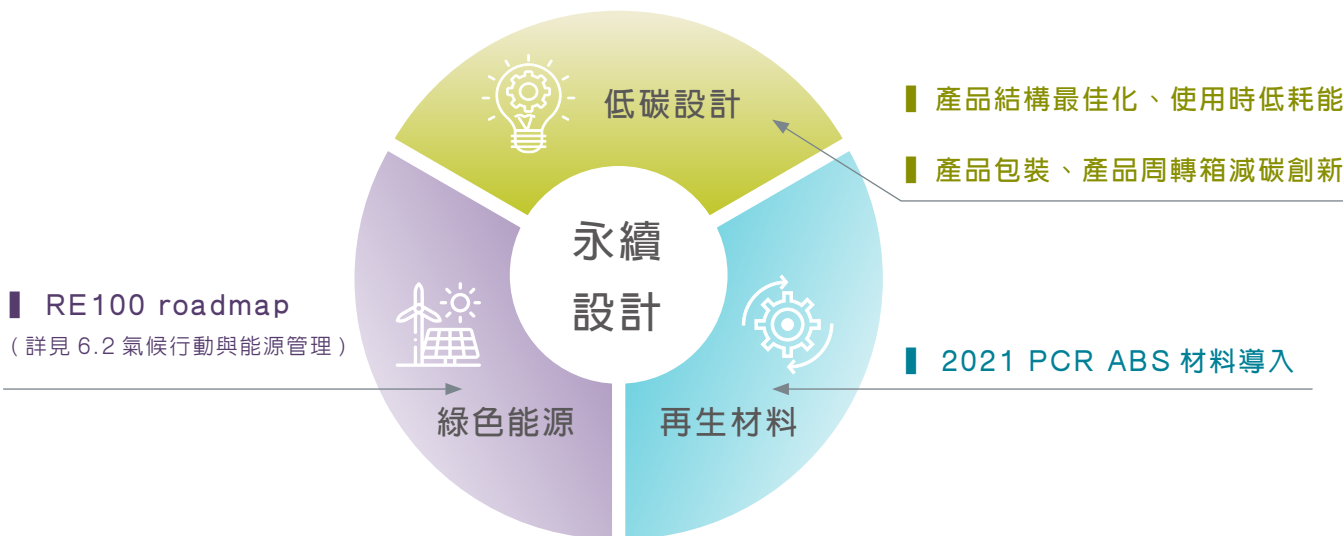 低碳設計
產品結構最佳化、使用時低耗能
產品包裝、產品周轉箱減碳創新
永續
設計
RE100 roadmap
(詳見 6.2 氣候行動與能源管理)
綠色能源
2021 PCR ABS 材料導入
再生材料